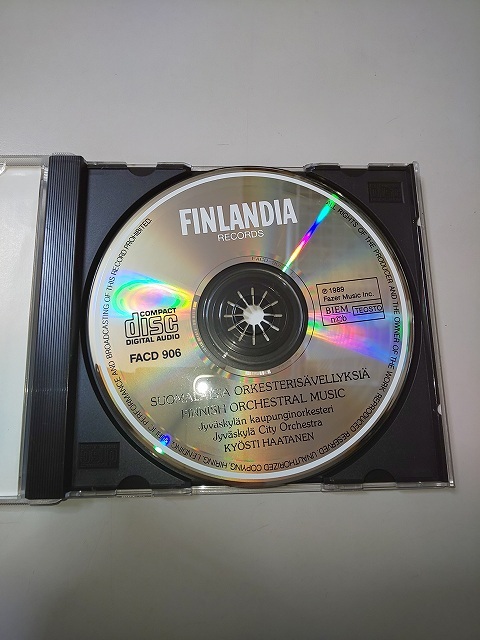 FINLANDIA
RECORDS
COMPACT
disc
DIGITAL AUDIO
FACD 906
℗ 1989
Fazer Music Inc.
BIEM
n©b
TEOSTO
SUOMALAISIA ORKESTERISÄVELLYKSIÄ
FINNISH ORCHESTRAL MUSIC
Jyväskylän kaupunginorkesteri
Jyväskylä City Orchestra
KYÖSTI HAATANEN
ALL RIGHTS OF THE PRODUCER AND THE OWNER OF THE WORK REPRODUCED RESERVED. UNAUTHORIZED COPYING, HIRING, LENDING, PUBLIC PERFORMANCE AND BROADCASTING OF THIS RECORD PROHIBITED.